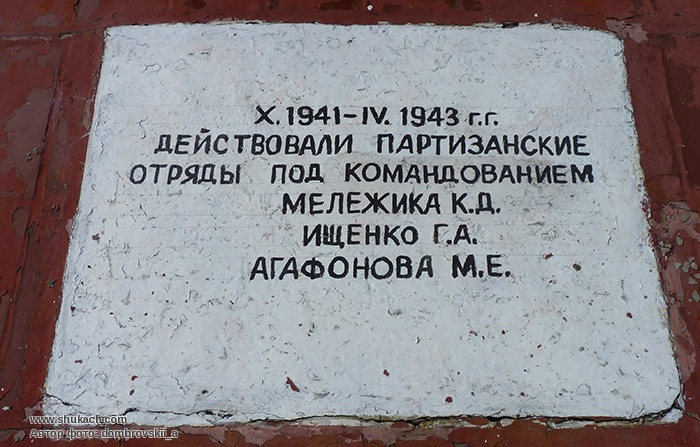 X. 1941-IV. 1943 г.г.
ДЕЙСТВОВАЛИ ПАРТИЗАНСКИЕ
ОТРЯДЫ ПОД КОМАНДОВАНИЕМ
МЕЛЕЖИКА К.Д.
ИЩЕНКО Г.А.
АГАФОНОВА М.Е.
www.shukach.com
Автор фото: dombrovskii_a